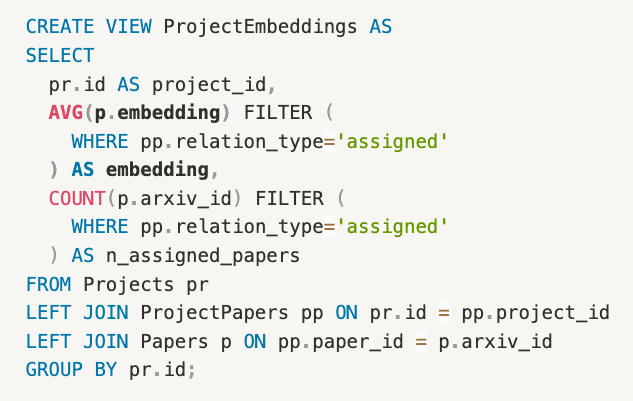 CREATE VIEW ProjectEmbeddings AS
SELECT
  pr.id AS project_id,
  AVG(p.embedding) FILTER (
    WHERE pp.relation_type='assigned'
  ) AS embedding,
  COUNT(p.arxiv_id) FILTER (
    WHERE pp.relation_type='assigned'
  ) AS n_assigned_papers
FROM Projects pr
LEFT JOIN ProjectPapers pp ON pr.id = pp.project_id
LEFT JOIN Papers p ON pp.paper_id = p.arxiv_id
GROUP BY pr.id;